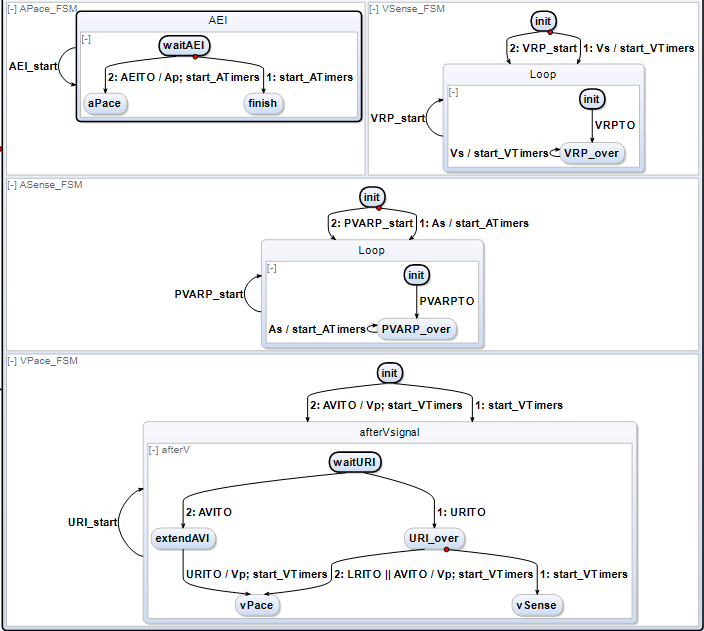 [-] APace_FSM
AEI
[-]
waitAEI
AEI_start
2: AEITO / Ap; start_ATimers
1: start_ATimers
aPace
finish
[-] VSense_FSM
init
2: VRP_start
1: Vs / start_VTimers
Loop
[-]
init
VRP_start
VRPTO
Vs / start_VTimers
VRP_over
[-] ASense_FSM
init
2: PVARP_start
1: As / start_ATimers
Loop
[-]
init
PVARP_start
PVARPTO
As / start_ATimers
PVARP_over
[-] VPace_FSM
init
2: AVITO / Vp; start_VTimers
1: start_VTimers
afterVsignal
[-] afterV
waitURI
URI_start
2: AVITO
1: URITO
extendAVI
URI_over
URITO / Vp; start_VTimers
2: LRITO || AVITO / Vp; start_VTimers
1: start_VTimers
vPace
vSense